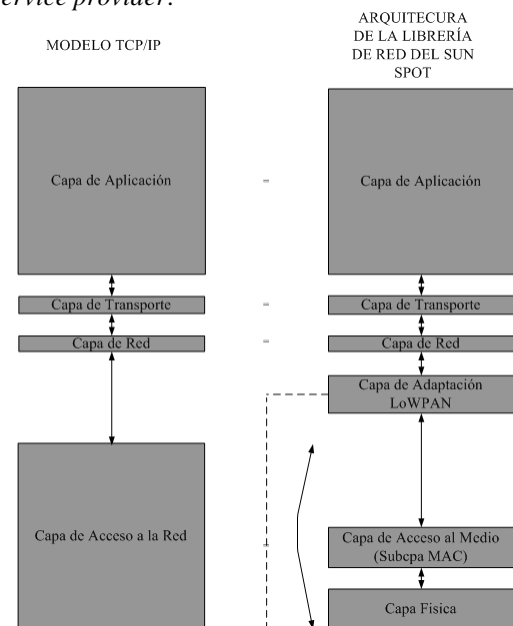 service provider.
MODELO TCP/IP
ARQUITECURA
DE LA LIBRERÍA
DE RED DEL SUN
SPOT
Capa de Aplicación
=
Capa de Aplicación
Capa de Transporte
=
Capa de Transporte
Capa de Red
=
Capa de Red
Capa de Adaptación
LoWPAN
Capa de Acceso a la Red
=
Capa de Acceso al Medio
(Subcpa MAC)
Capa Fisica